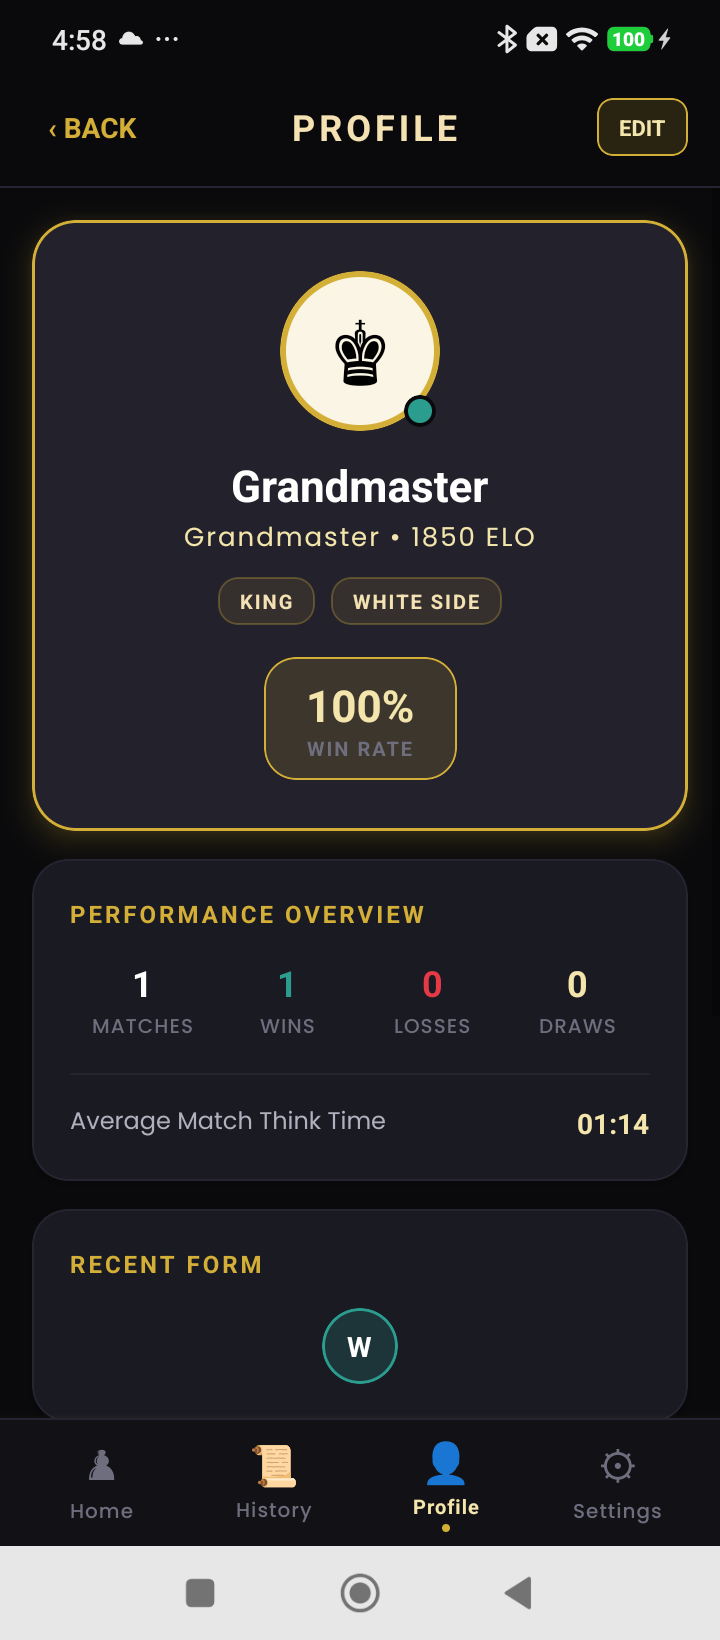 4:58
100
‹ BACK
PROFILE
EDIT
Grandmaster
Grandmaster • 1850 ELO
KING
WHITE SIDE
100%
WIN RATE
PERFORMANCE OVERVIEW
1 1 0 0
MATCHES WINS LOSSES DRAWS
Average Match Think Time 01:14
RECENT FORM
W
Home History Profile Settings